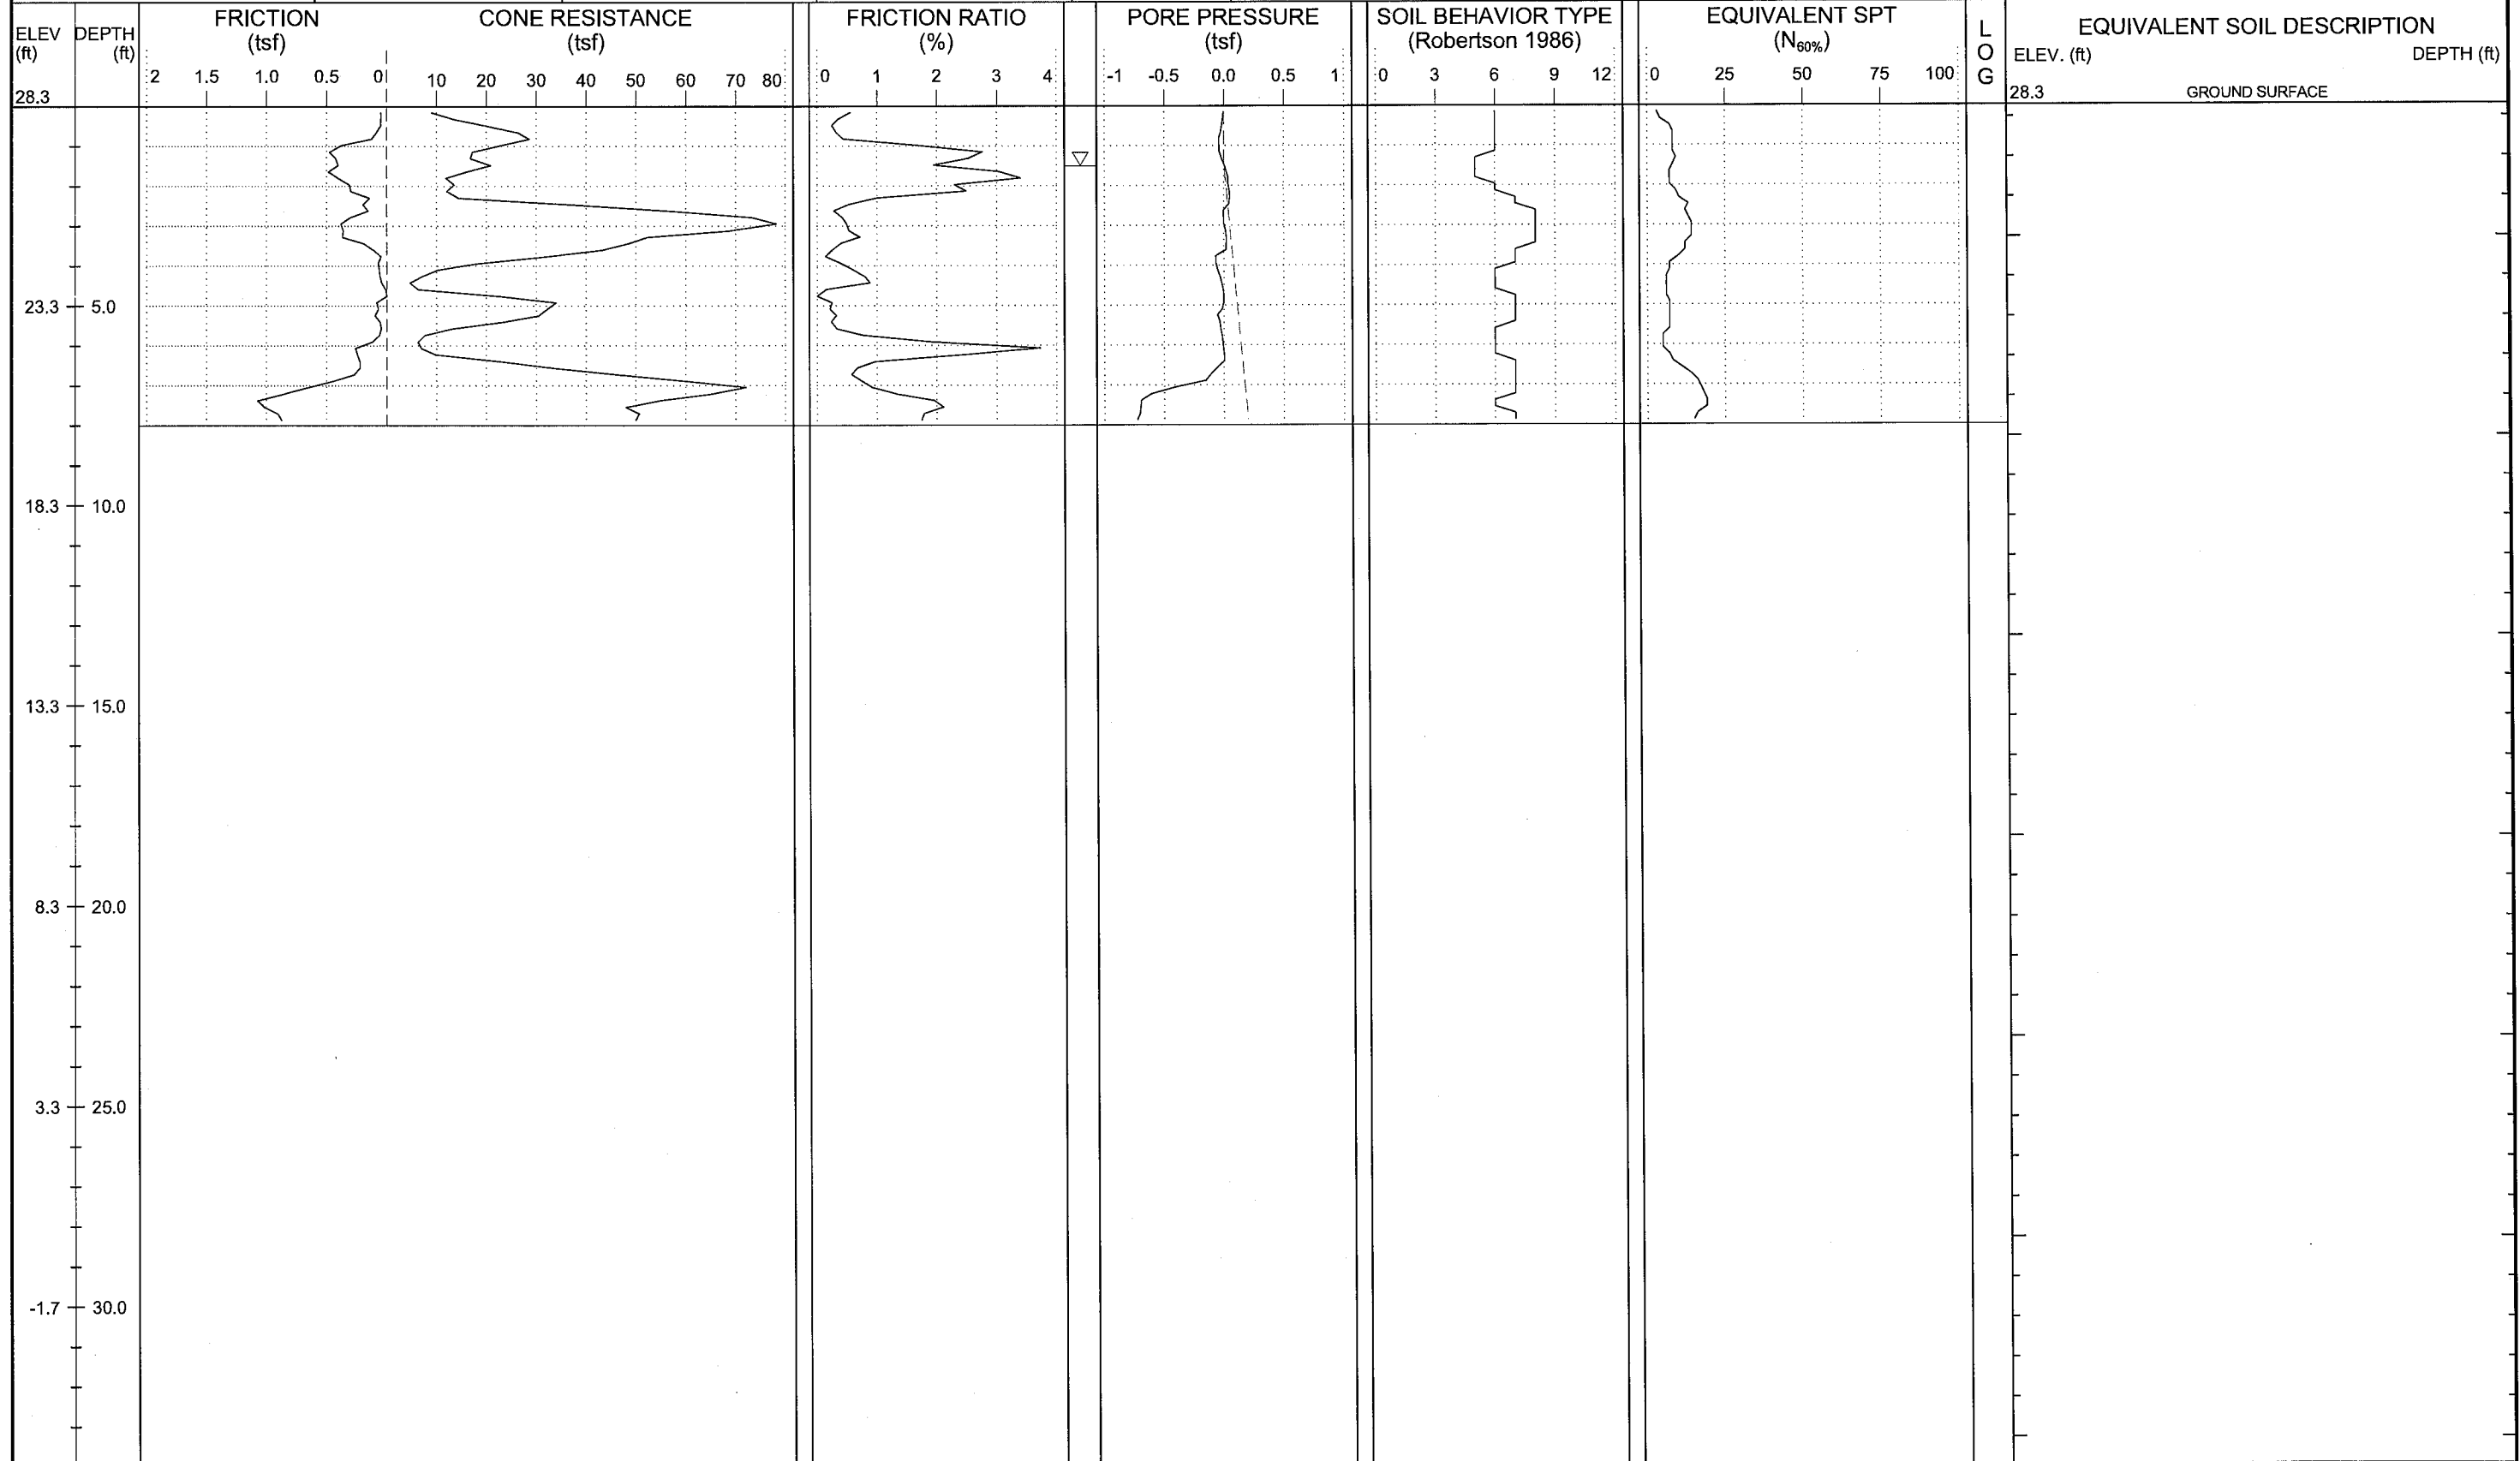 FRICTION CONE RESISTANCE FRICTION RATIO PORE PRESSURE SOIL BEHAVIOR TYPE EQUIVALENT SPT L EQUIVALENT SOIL DESCRIPTION
ELEV DEPTH (tsf) (tsf) (%) (tsf) (Robertson 1986) (N60%) O
(ft) (ft) G ELEV. (ft) DEPTH (ft)
2 1.5 1.0 0.5 0 10 20 30 40 50 60 70 80 0 1 2 3 4 -1 -0.5 0.0 0.5 1 0 3 6 9 12 0 25 50 75 100
28.3 28.3 GROUND SURFACE
23.3 5.0
18.3 10.0
13.3 15.0
8.3 20.0
3.3 25.0
-1.7 30.0